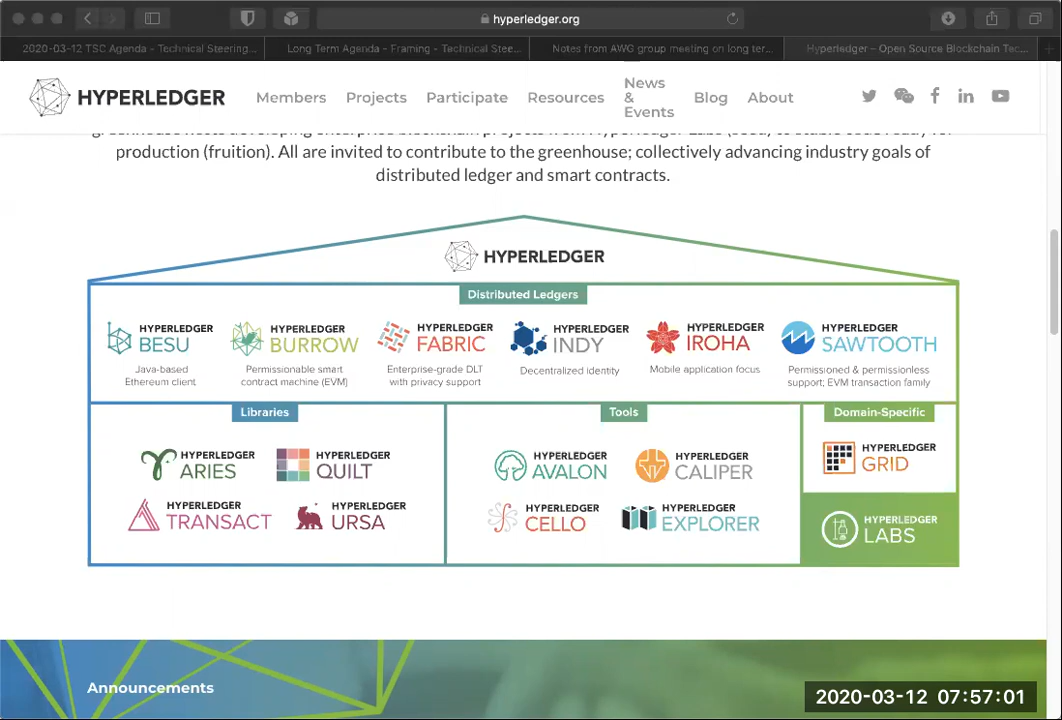 hyperledger.org
2020-03-12 TSC Agenda - Technical Steering... Long Term Agenda - Framing - Technical Stee... Notes from AWG group meeting on long ter... Hyperledger – Open Source Blockchain Tec...
HYPERLEDGER Members Projects Participate Resources News & Events Blog About
production (fruition). All are invited to contribute to the greenhouse; collectively advancing industry goals of
distributed ledger and smart contracts.
HYPERLEDGER
Distributed Ledgers
HYPERLEDGER BESU
Java-based
Ethereum client
HYPERLEDGER BURROW
Permissionable smart
contract machine (EVM)
HYPERLEDGER FABRIC
Enterprise-grade DLT
with privacy support
HYPERLEDGER INDY
Decentralized identity
HYPERLEDGER IROHA
Mobile application focus
HYPERLEDGER SAWTOOTH
Permissioned & permissionless
support; EVM transaction family
Libraries
HYPERLEDGER ARIES
HYPERLEDGER QUILT
HYPERLEDGER TRANSACT
HYPERLEDGER URSA
Tools
HYPERLEDGER AVALON
HYPERLEDGER CALIPER
HYPERLEDGER CELLO
HYPERLEDGER EXPLORER
Domain-Specific
HYPERLEDGER GRID
HYPERLEDGER LABS
Announcements
2020-03-12 07:57:01